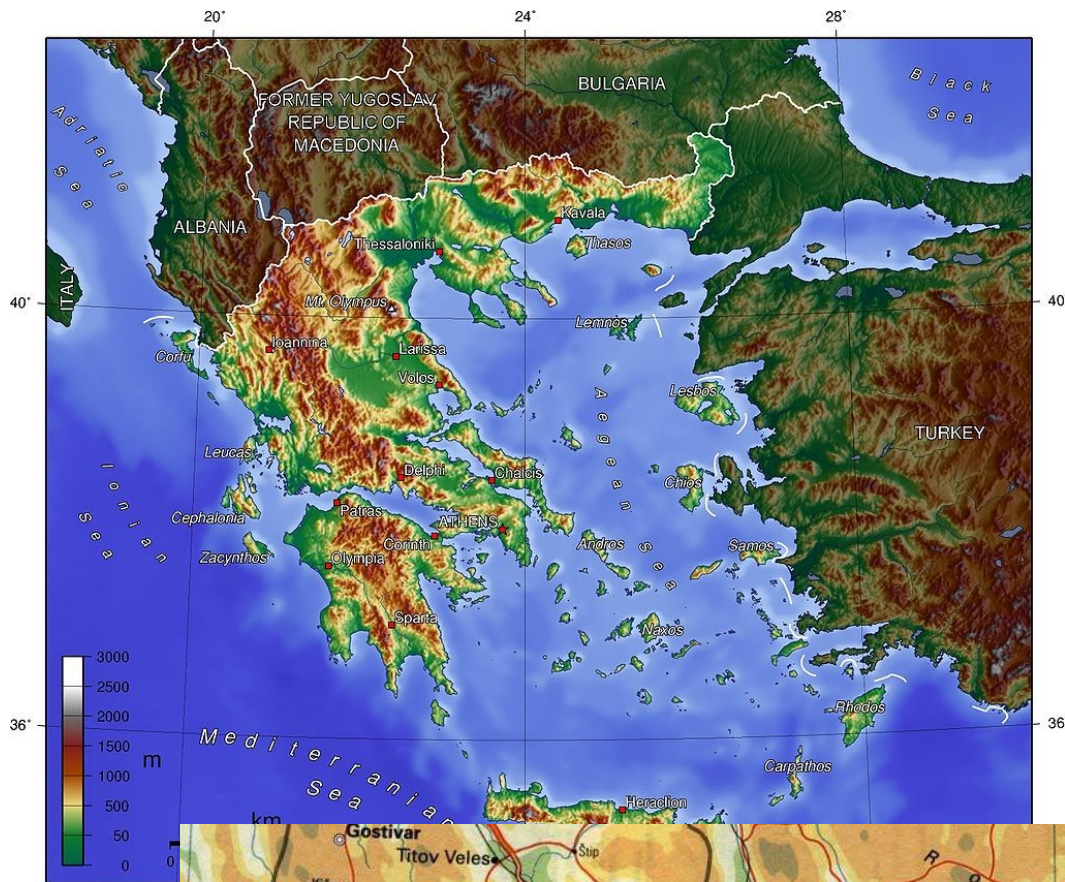 20°
24°
28°
Black
Sea
BULGARIA
FORMER YUGOSLAV
REPUBLIC OF
MACEDONIA
Adriatic
Sea
ALBANIA
ITALY
Kavala
Thasos
Thessaloniki
Mt. Olympus
40°
40°
Lemnos
Corfu
Ioannina
Larissa
Volos
Aegean
Sea
Lesbos
TURKEY
Leucas
Delphi
Chalcis
Chios
Ionian
Sea
Cephalonia
Patras
ATHENS
Corinth
Andros
Samos
Zacynthos
Olympia
Sparta
Naxos
3000
2500
2000
1500
1000
500
50
0
m
Rhodos
36°
36
Mediterranean
Sea
Carpathos
Heraclion
km
0
Gostivar
Titov Veles
Štip
R